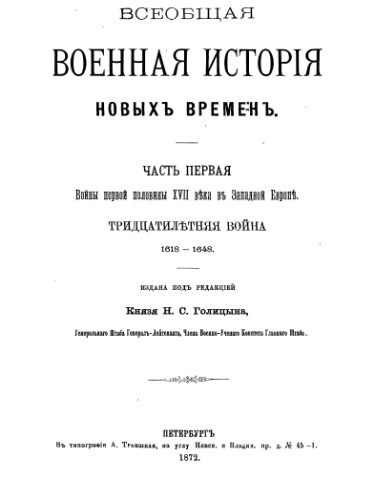 ВСЕОБЩАЯ
ВОЕННАЯ ИСТОРІЯ
НОВЫХЪ ВРЕМЕНЪ.
ЧАСТЬ ПЕРВАЯ
Войны первой половины XVII вѣка въ Западной Европѣ.
ТРИДЦАТИЛѢТНЯЯ ВОЙНА
1618 — 1648.
ИЗДАНА ПОДЪ РЕДАКЦІЕЙ
Князя Н. С. Голицына,
Генеральнаго Штаба Генералъ-Лейтенанта, Члена Военно-Ученаго Комитета Главнаго Штаба.
ПЕТЕРБУРГЪ
Въ типографіи А. Траншеля, на углу Невск. и Владим. пр. д. № 45—1.
1872.